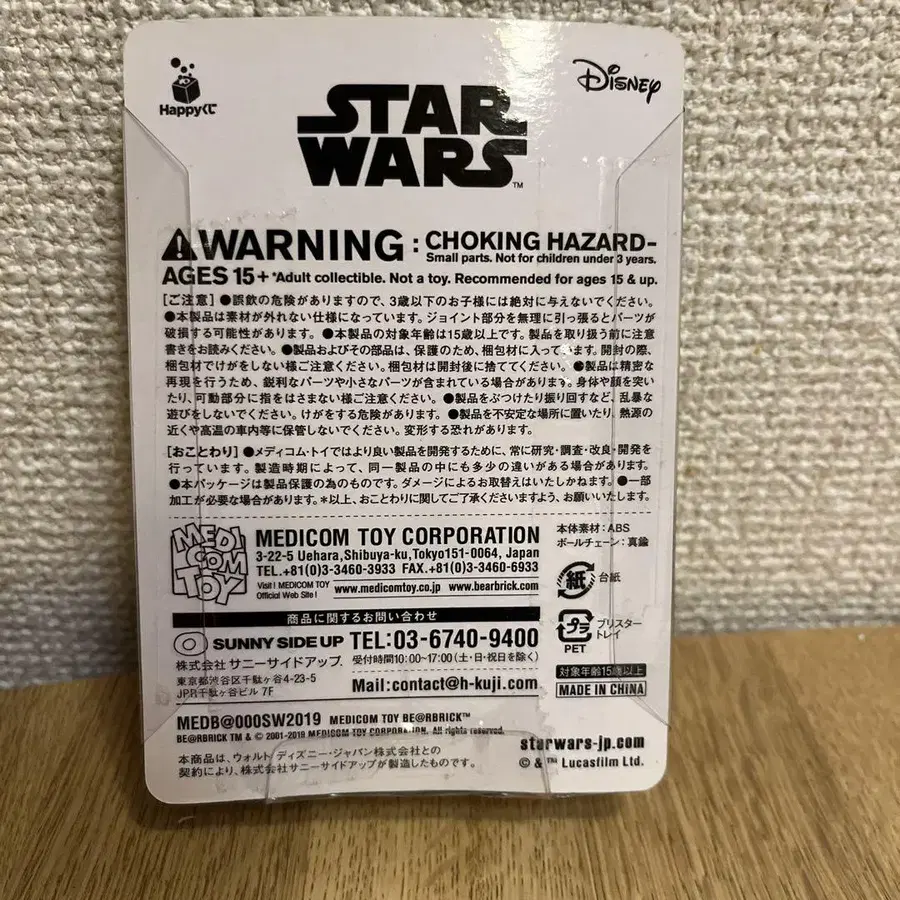 Happyくじ
STAR
WARS™
Disney
WARNING : CHOKING HAZARD-
Small parts. Not for children under 3 years.
AGES 15+ *Adult collectible. Not a toy. Recommended for ages 15 & up.
[ご注意] ●誤飲の危険がありますので、3歳以下のお子様には絶対に与えないでください。
●本製品は素材が外れない仕様になっています。ジョイント部分を無理に引っ張るとパーツが
破損する可能性があります。 ●本製品の対象年齢は15歳以上です。製品を取り扱う前に注意
書きをお読みください。●製品およびその部品は、保護のため、梱包材に入っています。開封の際、
梱包材でけがをしない様ご注意ください。梱包材は開封後に捨ててください。●製品は精密な
再現を行うため、鋭利なパーツや小さなパーツが含まれている場合があります。身体や顔を突い
たり、可動部分に指をはさまない様ご注意ください。●製品をぶつけたり振り回すなど、乱暴な
遊びをしないでください。けがをする危険があります。●製品を不安定な場所に置いたり、熱源の
近くや高温の車内等に保管しないでください。変形する恐れがあります。
[おことわり] ●メディコム・トイではより良い製品を開発するために、常に研究・調査・改良・開発を
行っています。製造時期によって、同一製品の中にも多少の違いがある場合があります。
●本パッケージは製品保護の為のものです。ダメージによるお取替えはいたしかねます。●一部
加工が必要な場合があります。*以上、おことわりに関してご了承くださいますよう、お願いいたします。
MEDI
COM
TOY
MEDICOM TOY CORPORATION
3-22-5 Uehara,Shibuya-ku,Tokyo151-0064, Japan
TEL.+81(0)3-3460-3933 FAX.+81(0)3-3460-6933
Visit ! MEDICOM TOY
Official Web Site !
www.medicomtoy.co.jp www.bearbrick.com
本体素材:ABS
ボールチェーン:真鍮
紙 台紙
プラ
PET
ブリスター
トレイ
商品に関するお問い合わせ
SUNNY SIDE UP
株式会社 サニーサイドアップ.
東京都渋谷区千駄ヶ谷4-23-5
JPR千駄ヶ谷ビル 7F
TEL:03-6740-9400
受付時間10:00~17:00(土・日・祝日を除く)
Mail:contact@h-kuji.com
対象年齢15歳以上
MADE IN CHINA
MEDB@000SW2019 MEDICOM TOY BE@RBRICK™
BE@RBRICK TM & © 2001-2019 MEDICOM TOY CORPORATION. All rights reserved.
本商品は、ウォルト ディズニー・ジャパン株式会社との
契約により、株式会社サニーサイドアップが製造したものです。
starwars-jp.com
© & ™ Lucasfilm Ltd.